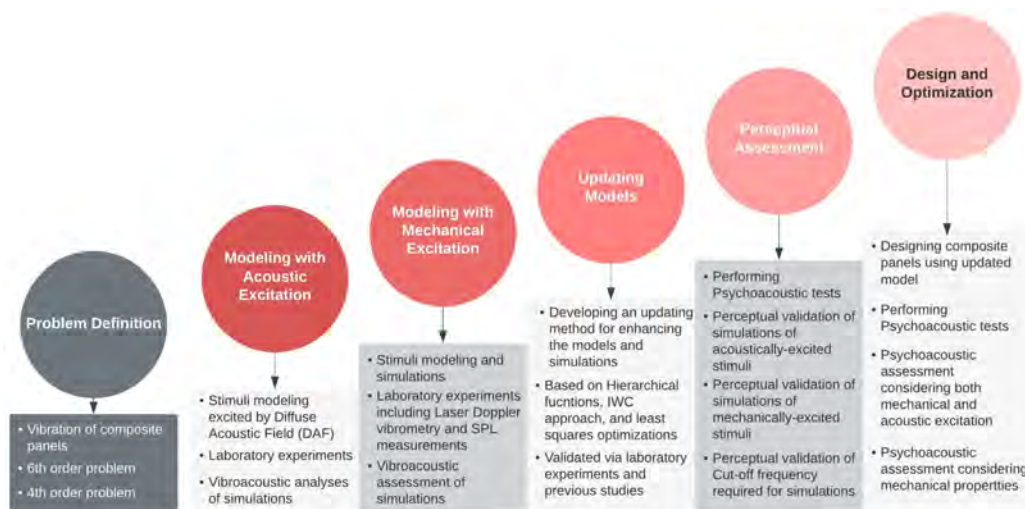 Problem Definition
• Vibration of composite
panels
• 6th order problem
• 4th order problem
Modeling with
Acoustic
Excitation
• Stimuli modeling
excited by Diffuse
Acoustic Field (DAF)
• Laboratory experiments
• Vibroacoustic analyses
of simulations
Modeling with
Mechanical
Excitation
• Stimuli modeling and
simulations
• Laboratory experiments
including Laser Doppler
vibrometry and SPL
measurements
• Vibroacoustic
assessment of
simulations
Updating
Models
• Developing an updating
method for enhancing
the models and
simulations
• Based on Hierarchical
fucntions, IWC
approach, and least
squares optimizations
• Validated via laboratory
experiments and
previous studies
Perceptual
Assessment
• Performing
Psychoacoustic tests
• Perceptual validation of
simulations of
acoustically-excited
stimuli
• Perceptual validation of
simulations of
mechanically-excited
stimuli
• Perceptual validation of
Cut-off frequency
required for simulations
Design and
Optimization
• Designing composite
panels using updated
model
• Performing
Psychoacoustic tests
• Psychoacoustic
assessment
considering both
mechanical and
acoustic excitation
• Psychoacoustic
assessment considering
mechanical propertties